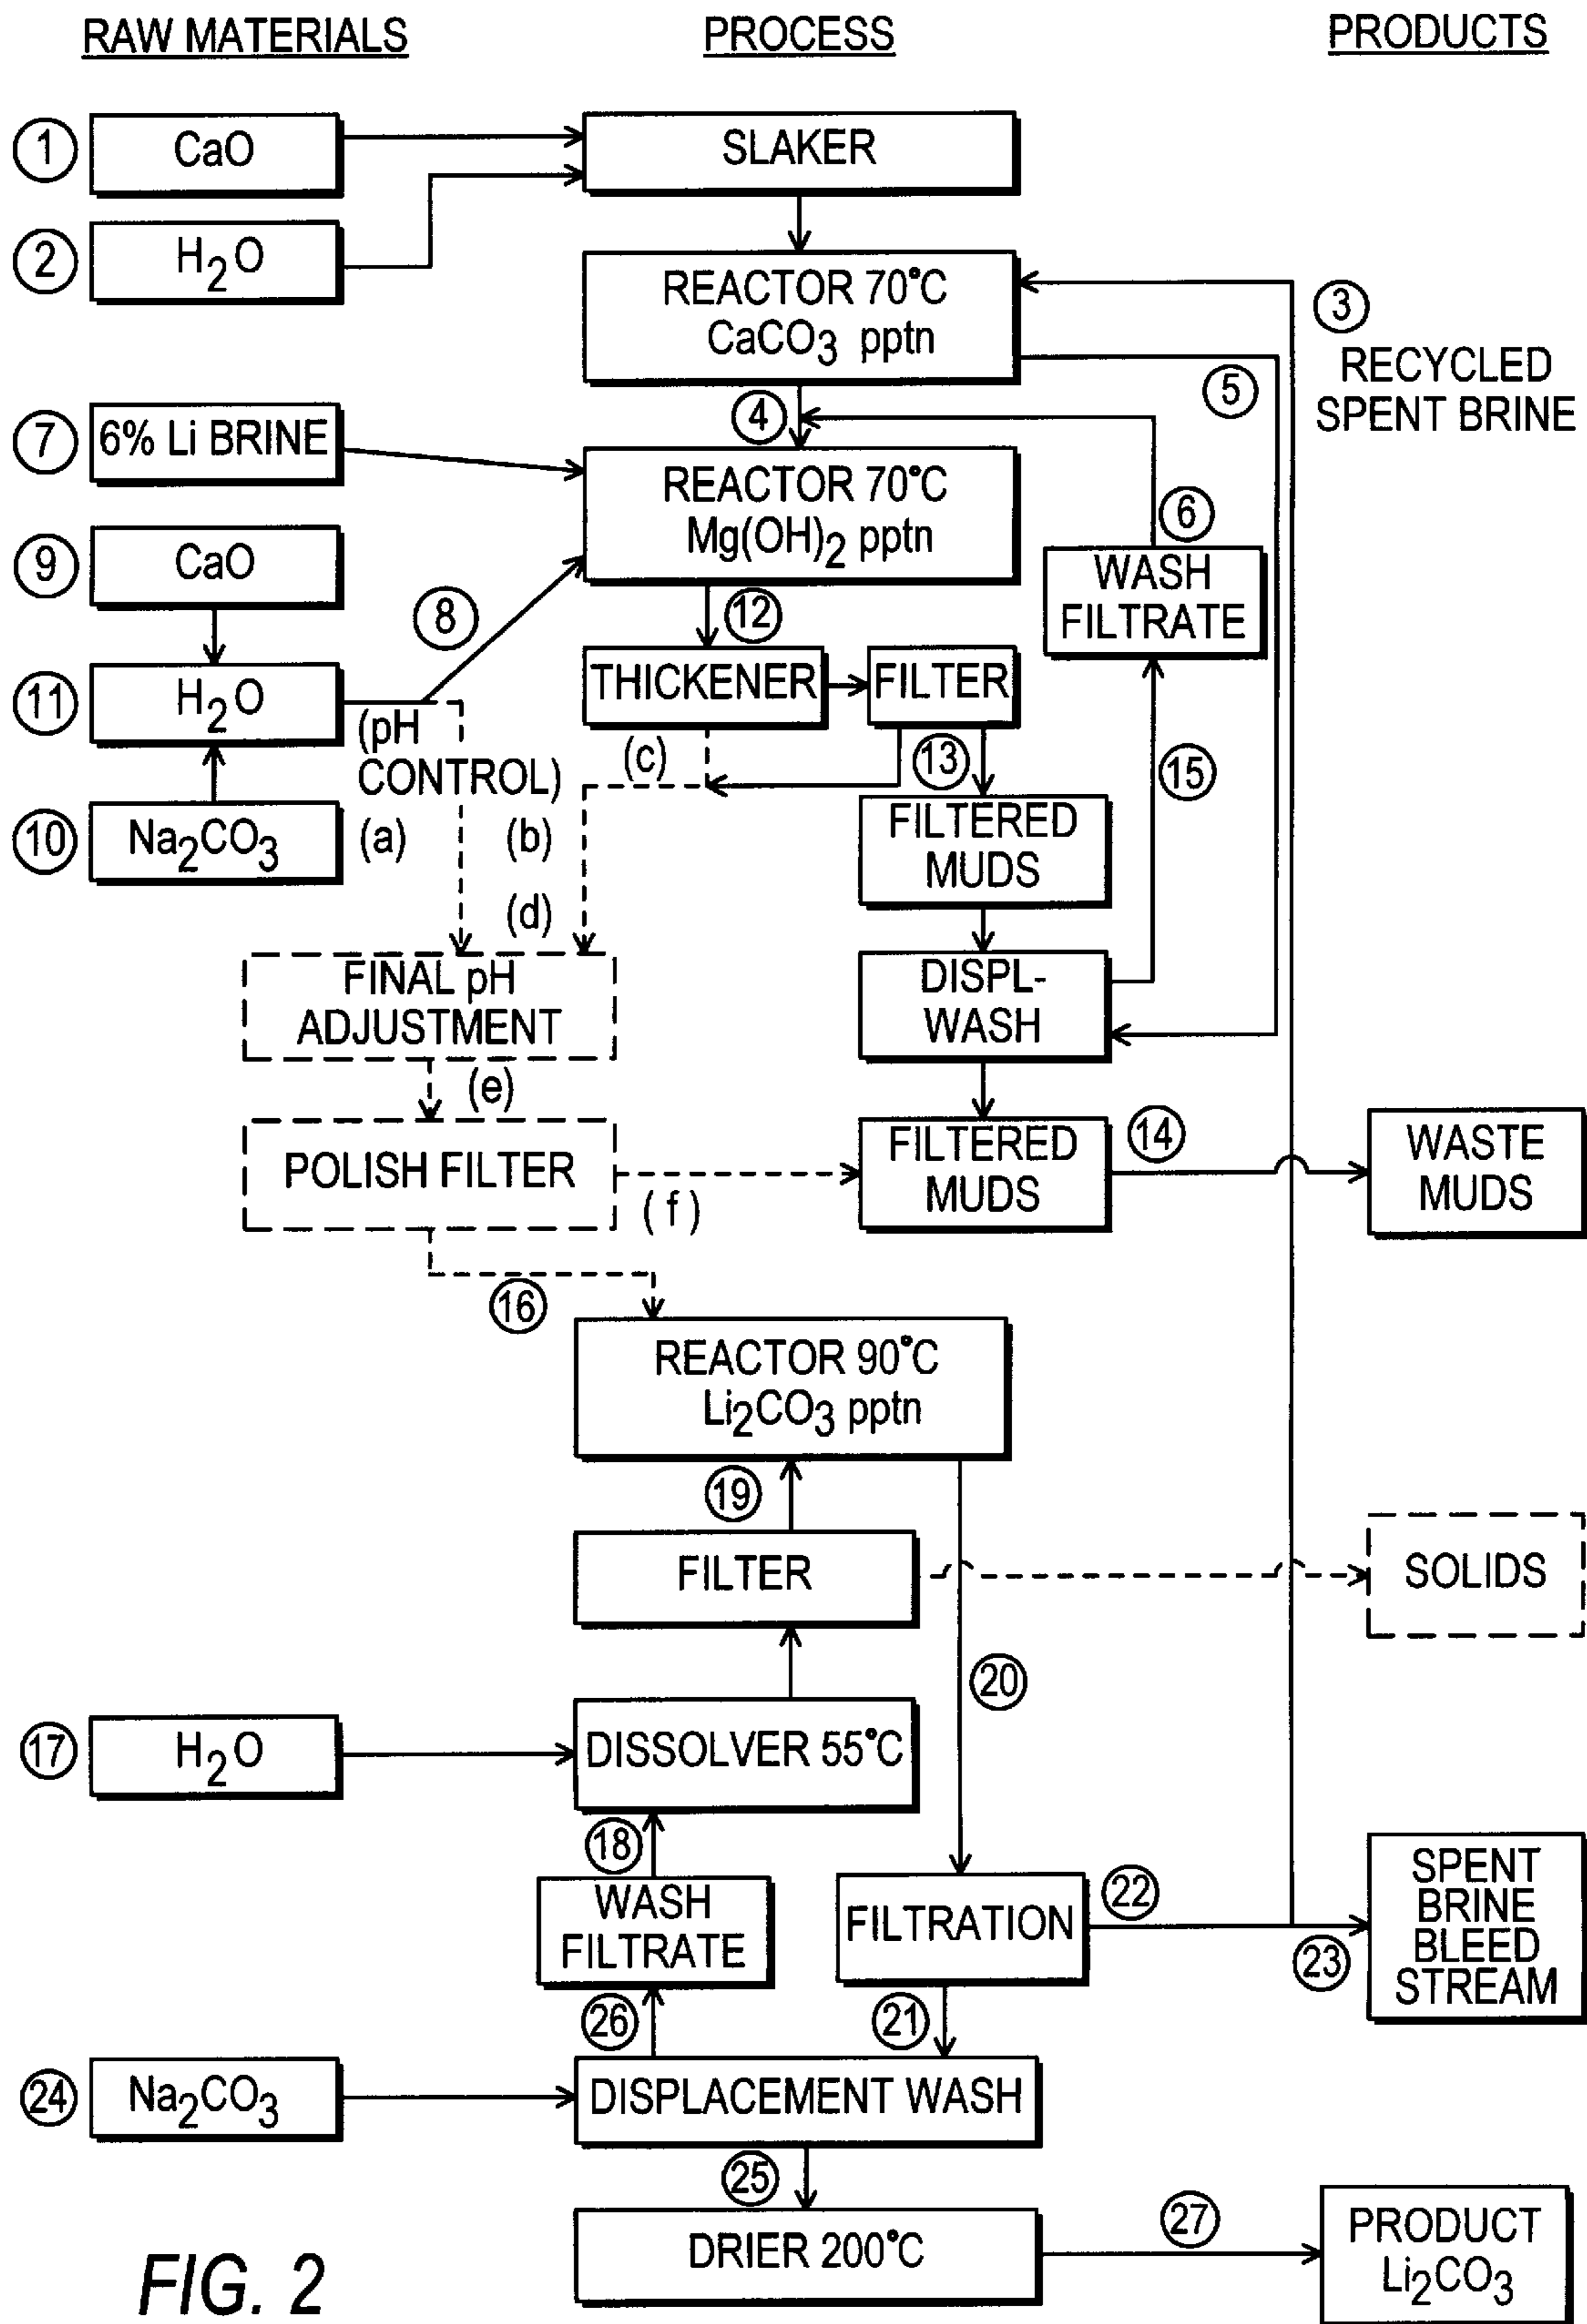 RAW MATERIALS
PROCESS
PRODUCTS
1
CaO
SLAKER
2
H2O
REACTOR 70°C
CaCO3 pptn
3
RECYCLED
SPENT BRINE
4
5
7
6% Li BRINE
REACTOR 70°C
Mg(OH)2 pptn
6
WASH
FILTRATE
9
CaO
8
12
11
H2O
THICKENER
FILTER
(pH
CONTROL)
(c)
13
15
10
Na2CO3
(a)
(b)
FILTERED
MUDS
(d)
FINAL pH
ADJUSTMENT
DISPL-
WASH
(e)
POLISH FILTER
(f)
FILTERED
MUDS
14
WASTE
MUDS
16
REACTOR 90°C
Li2CO3 pptn
19
FILTER
SOLIDS
20
17
H2O
DISSOLVER 55°C
18
WASH
FILTRATE
FILTRATION
22
SPENT
BRINE
BLEED
STREAM
23
26
21
24
Na2CO3
DISPLACEMENT WASH
25
DRIER 200°C
27
PRODUCT
Li2CO3
FIG. 2